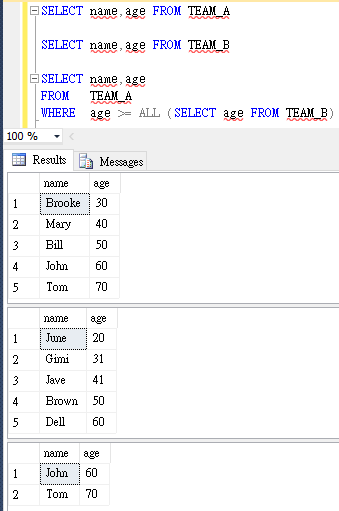 SELECT name,age FROM TEAM_A
SELECT name,age FROM TEAM_B
SELECT name,age
FROM TEAM_A
WHERE age >= ALL (SELECT age FROM TEAM_B)
100 %
Results Messages
name age
1 Brooke 30
2 Mary 40
3 Bill 50
4 John 60
5 Tom 70
name age
1 June 20
2 Gimi 31
3 Jave 41
4 Brown 50
5 Dell 60
name age
1 John 60
2 Tom 70